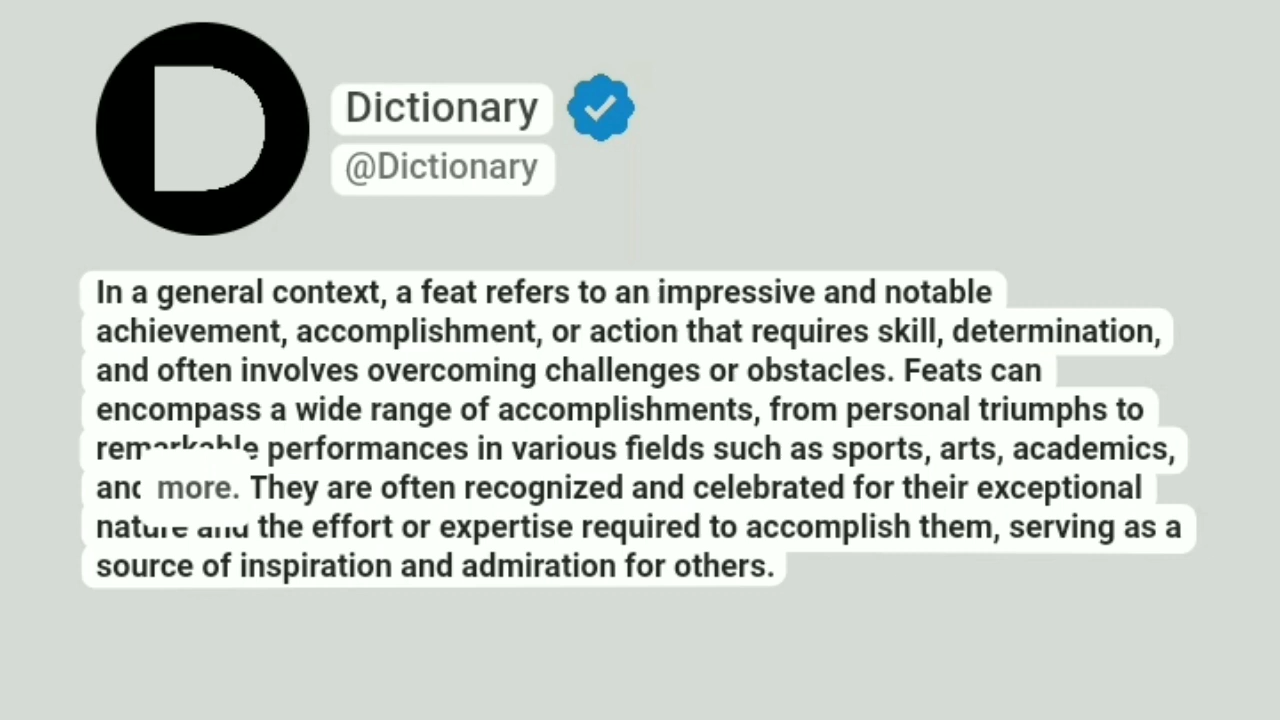 Dictionary
@Dictionary
In a general context, a feat refers to an impressive and notable
achievement, accomplishment, or action that requires skill, determination,
and often involves overcoming challenges or obstacles. Feats can
encompass a wide range of accomplishments, from personal triumphs to
remarkable performances in various fields such as sports, arts, academics,
and more. They are often recognized and celebrated for their exceptional
nature and the effort or expertise required to accomplish them, serving as a
source of inspiration and admiration for others.